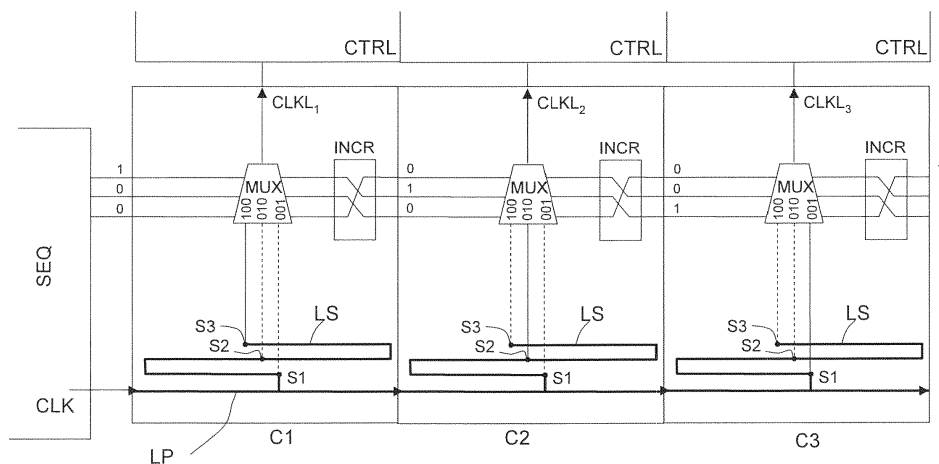 CTRL CTRL CTRL
CLKL1 CLKL2 CLKL3
INCR INCR INCR
1 0 0
MUX MUX MUX
0 1 0
100 010 001 100 010 001 100 010 001
0 0 1
SEQ
LS LS LS
S3 S3 S3
S2 S2 S2
S1 S1 S1
CLK
C1 C2 C3
LP